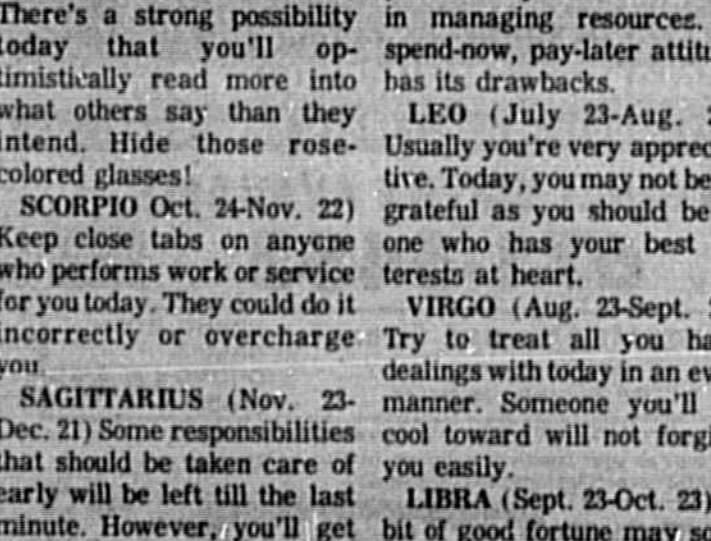 There's a strong possibility
today that you'll op-
timistically read more into
what others say than they
intend. Hide those rose-
colored glasses!
SCORPIO Oct. 24-Nov. 22)
Keep close tabs on anyone
who performs work or service
for you today. They could do it
incorrectly or overcharge
you.
SAGITTARIUS (Nov. 23-
Dec. 21) Some responsibilities
that should be taken care of
early will be left till the last
minute. However, you'll get
in managing resources.
spend-now, pay-later
has its drawbacks.
LEO (July 23-Aug.
Usually you're very
tive. Today, you may not be
grateful as you should be
one who has your best
terests at heart.
VIRGO (Aug. 23-Sept.
Try to treat all you
dealings with today in an
manner. Someone you'll
cool toward will not
you easily.
LIBRA (Sept. 23-Oct. 23)
bit of good fortune may